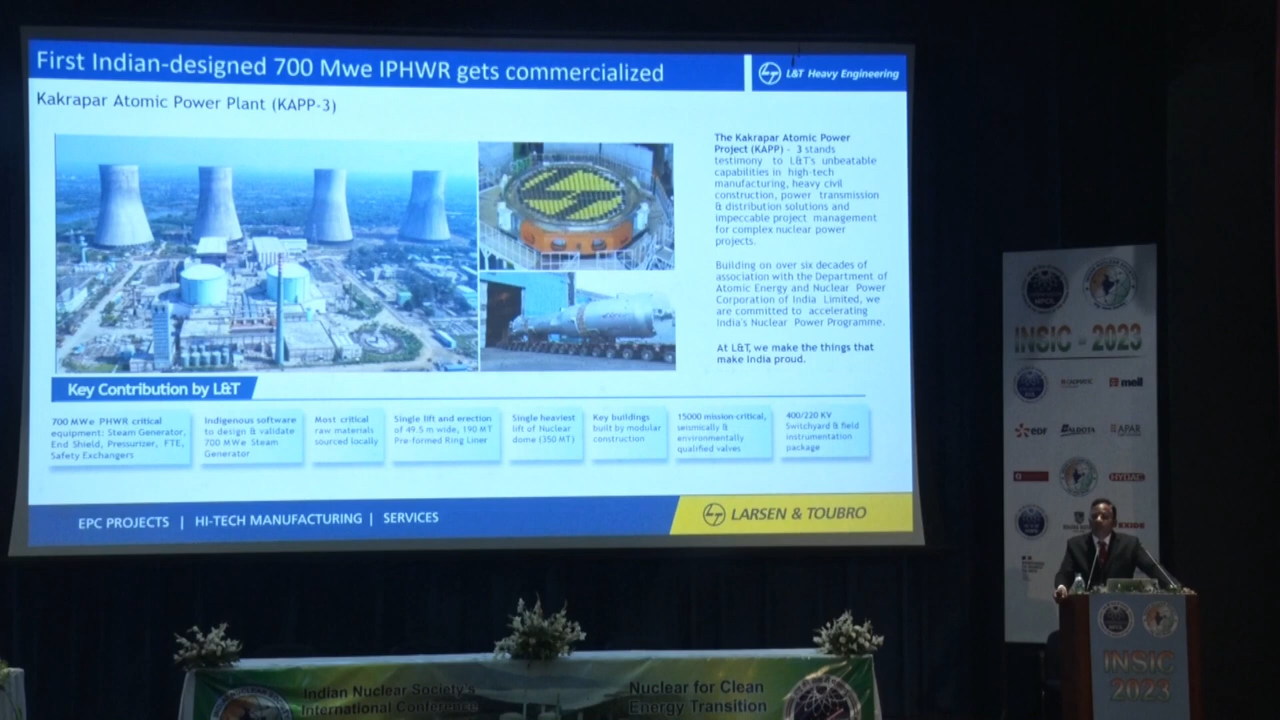 First Indian-designed 700 Mwe IPHWR gets commercialized
L&T Heavy Engineering
Kakrapar Atomic Power Plant (KAPP-3)
The Kakrapar Atomic Power
Project (KAPP) - 3 stands
testimony to L&T's unbeatable
capabilities in high-tech
manufacturing, heavy civil
construction, power transmission
& distribution solutions and
impeccable project management
for complex nuclear power
projects.
Building on over six decades of
association with the Department of
Atomic Energy and Nuclear Power
Corporation of India Limited, we
are committed to accelerating
India's Nuclear Power Programme.
At L&T, we make the things that
make india proud.
Key Contribution by L&T
700 MWe PHWR critical
equipment: Steam Generator,
End Shield, Pressurizer, FTE,
Safety Exchangers
Indigenous software
to design & validate
700 MWe Steam
Generator
Most critical
raw materials
sourced locally
Single lift and erection
of 49.5 m wide, 190 MT
Pre-formed Ring Liner
Single heaviest
lift of Nuclear
dome (350 MT)
Key buildings
built by modular
construction
15000 mission-critical,
seismically &
environmentally
qualified valves
400/220 KV
Switchyard & field
instrumentation
package
EPC PROJECTS | HI-TECH MANUFACTURING | SERVICES
LARSEN & TOUBRO
INSIC - 2023
meil
edf
BALDOTA
APAR
HYDAC
EXIDE
INSIC
2023
Indian Nuclear Society's
International Conference
Nuclear for Clean
Energy Transition